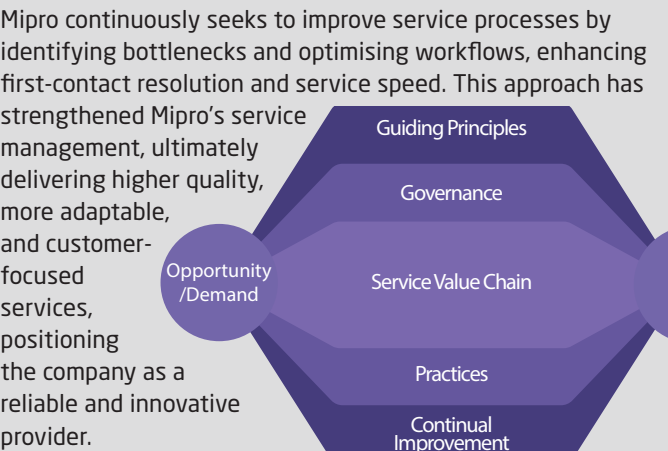 Mipro continuously seeks to improve service processes by
identifying bottlenecks and optimising workflows, enhancing
first-contact resolution and service speed. This approach has
strengthened Mipro's service
management, ultimately
delivering higher quality,
more adaptable,
and customer-
focused
services,
positioning
the company as a
reliable and innovative
provider.
Guiding Principles
Governance
Opportunity
/Demand
Service Value Chain
Practices
Continual
Improvement